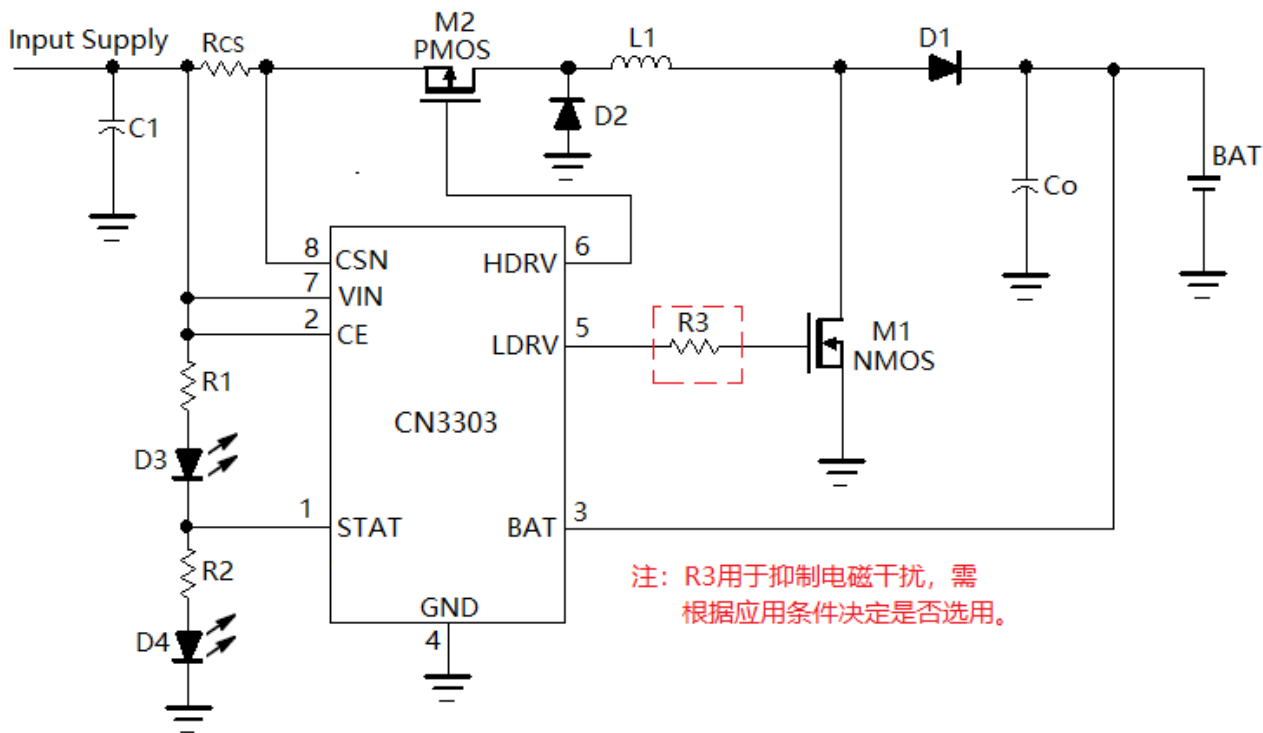 M2
PMOS
Input Supply
RCS
L1
D1
C1
D2
BAT
Co
8
CSN
HDRV
6
7
VIN
2
CE
LDRV
5
R3
M1
NMOS
R1
CN3303
D3
1
STAT
BAT
3
R2
注：R3用于抑制电磁干扰，需
根据应用条件决定是否选用。
GND
4
D4